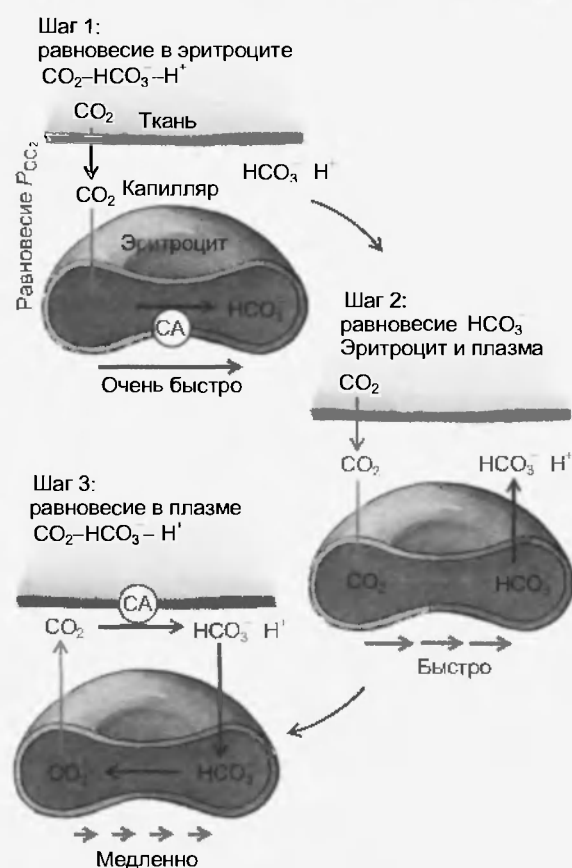 Шаг 1:
равновесие в эритроците
CO₂–HCO₃⁻–H⁺
CO₂
Ткань
Равновесие P_CO₂
CO₂
Капилляр
HCO₃⁻ H⁺
Эритроцит
HCO₃⁻
CA
Очень быстро
Шаг 2:
равновесие HCO₃
Эритроцит и плазма
CO₂
CO₂
HCO₃⁻ H⁺
CO₂
HCO₃⁻
Быстро
Шаг 3:
равновесие в плазме
CO₂–HCO₃⁻– H⁺
CA
CO₂
HCO₃⁻ H⁺
CO₂
HCO₃⁻
Медленно